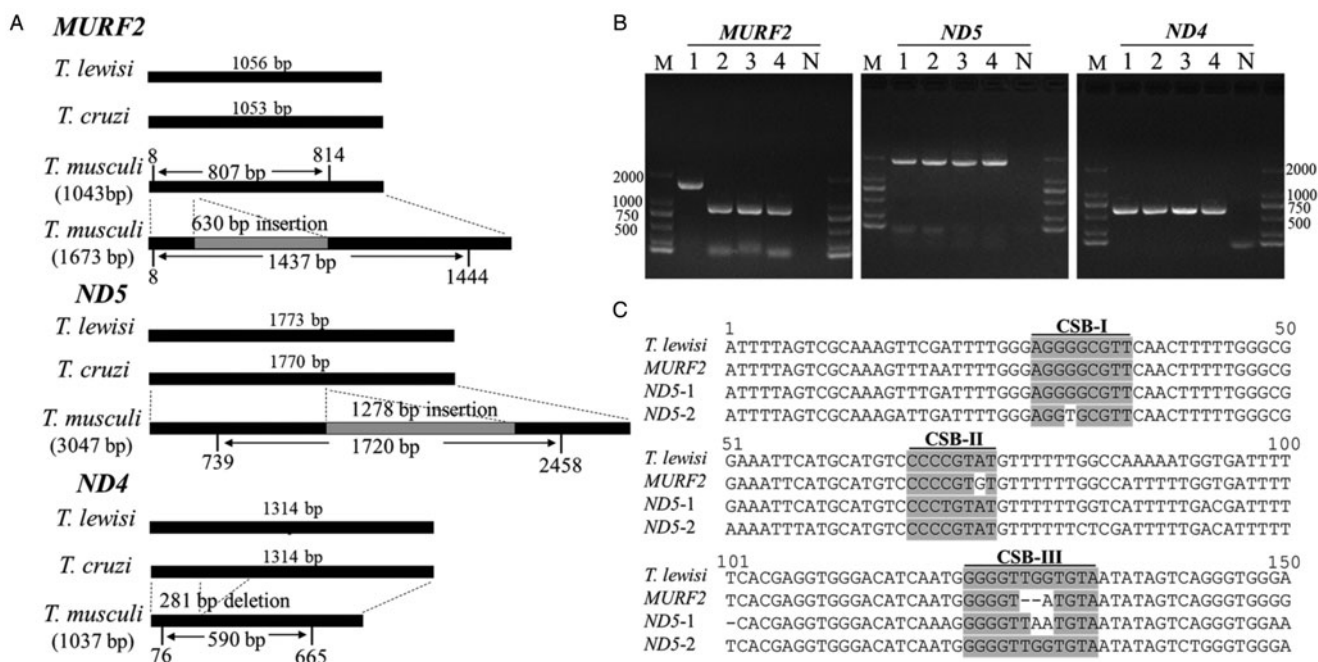 A
MURF2
T. lewisi
1056 bp
T. cruzi
1053 bp
8
814
T. musculi
(1043bp)
807 bp
630 bp insertion
T. musculi
(1673 bp)
1437 bp
8
1444
ND5
T. lewisi
1773 bp
T. cruzi
1770 bp
1278 bp insertion
T. musculi
(3047 bp)
1720 bp
739
2458
ND4
T. lewisi
1314 bp
T. cruzi
1314 bp
281 bp deletion
T. musculi
(1037 bp)
590 bp
76
665
B
MURF2
M 1 2 3 4 N
2000
1000
750
500
ND5
M 1 2 3 4 N
ND4
M 1 2 3 4 N
2000
1000
750
500
C
1 CSB-I 50
T. lewisi ATTTTAGTCGCAAAGTTCGATTTTGGGAGGGGCGTTCAACTTTTTGGGCG
MURF2 ATTTTAGTCGCAAAGTTTAATTTTGGGAGGGGCGTTCAACTTTTTGGGCG
ND5-1 ATTTTAGTCGCAAAGTTTGATTTTGGGAGGGGCGTTCAACTTTTTGGGCG
ND5-2 ATTTTAGTCGCAAAGATTGATTTTGGGAGGTGCGTTCAACTTTTTGGGCG
51 CSB-II 100
T. lewisi GAAATTCATGCATGTCCCCCGTATGTTTTTTGGCCAAAAATGGTGATTTT
MURF2 GAAATTCATGCATGTCCCCCGTGTGTTTTTTGGCCATTTTTGGTGATTTT
ND5-1 GAAATTCATGCATGTCCCCTGTATGTTTTTTGGTCATTTTTGACGATTTT
ND5-2 AAAATTTATGCATGTCCCCCGTATGTTTTTTCTCGATTTTTGACATTTTT
101 CSB-III 150
T. lewisi TCACGAGGTGGGACATCAATGGGGGTTGGTGTAATATAGTCAGGGTGGGA
MURF2 TCACGAGGTGGGACATCAATGGGGGT--ATGTAATATAGTCAGGGTGGGG
ND5-1 -CACGAGGTGGGACATCAAAGGGGGTTAATGTAATATAGTCAGGGTGGAA
ND5-2 TCACGAGGTGGGACATCAATGGGGGTTGGTGTAATATAGTCAGGGTGGGA